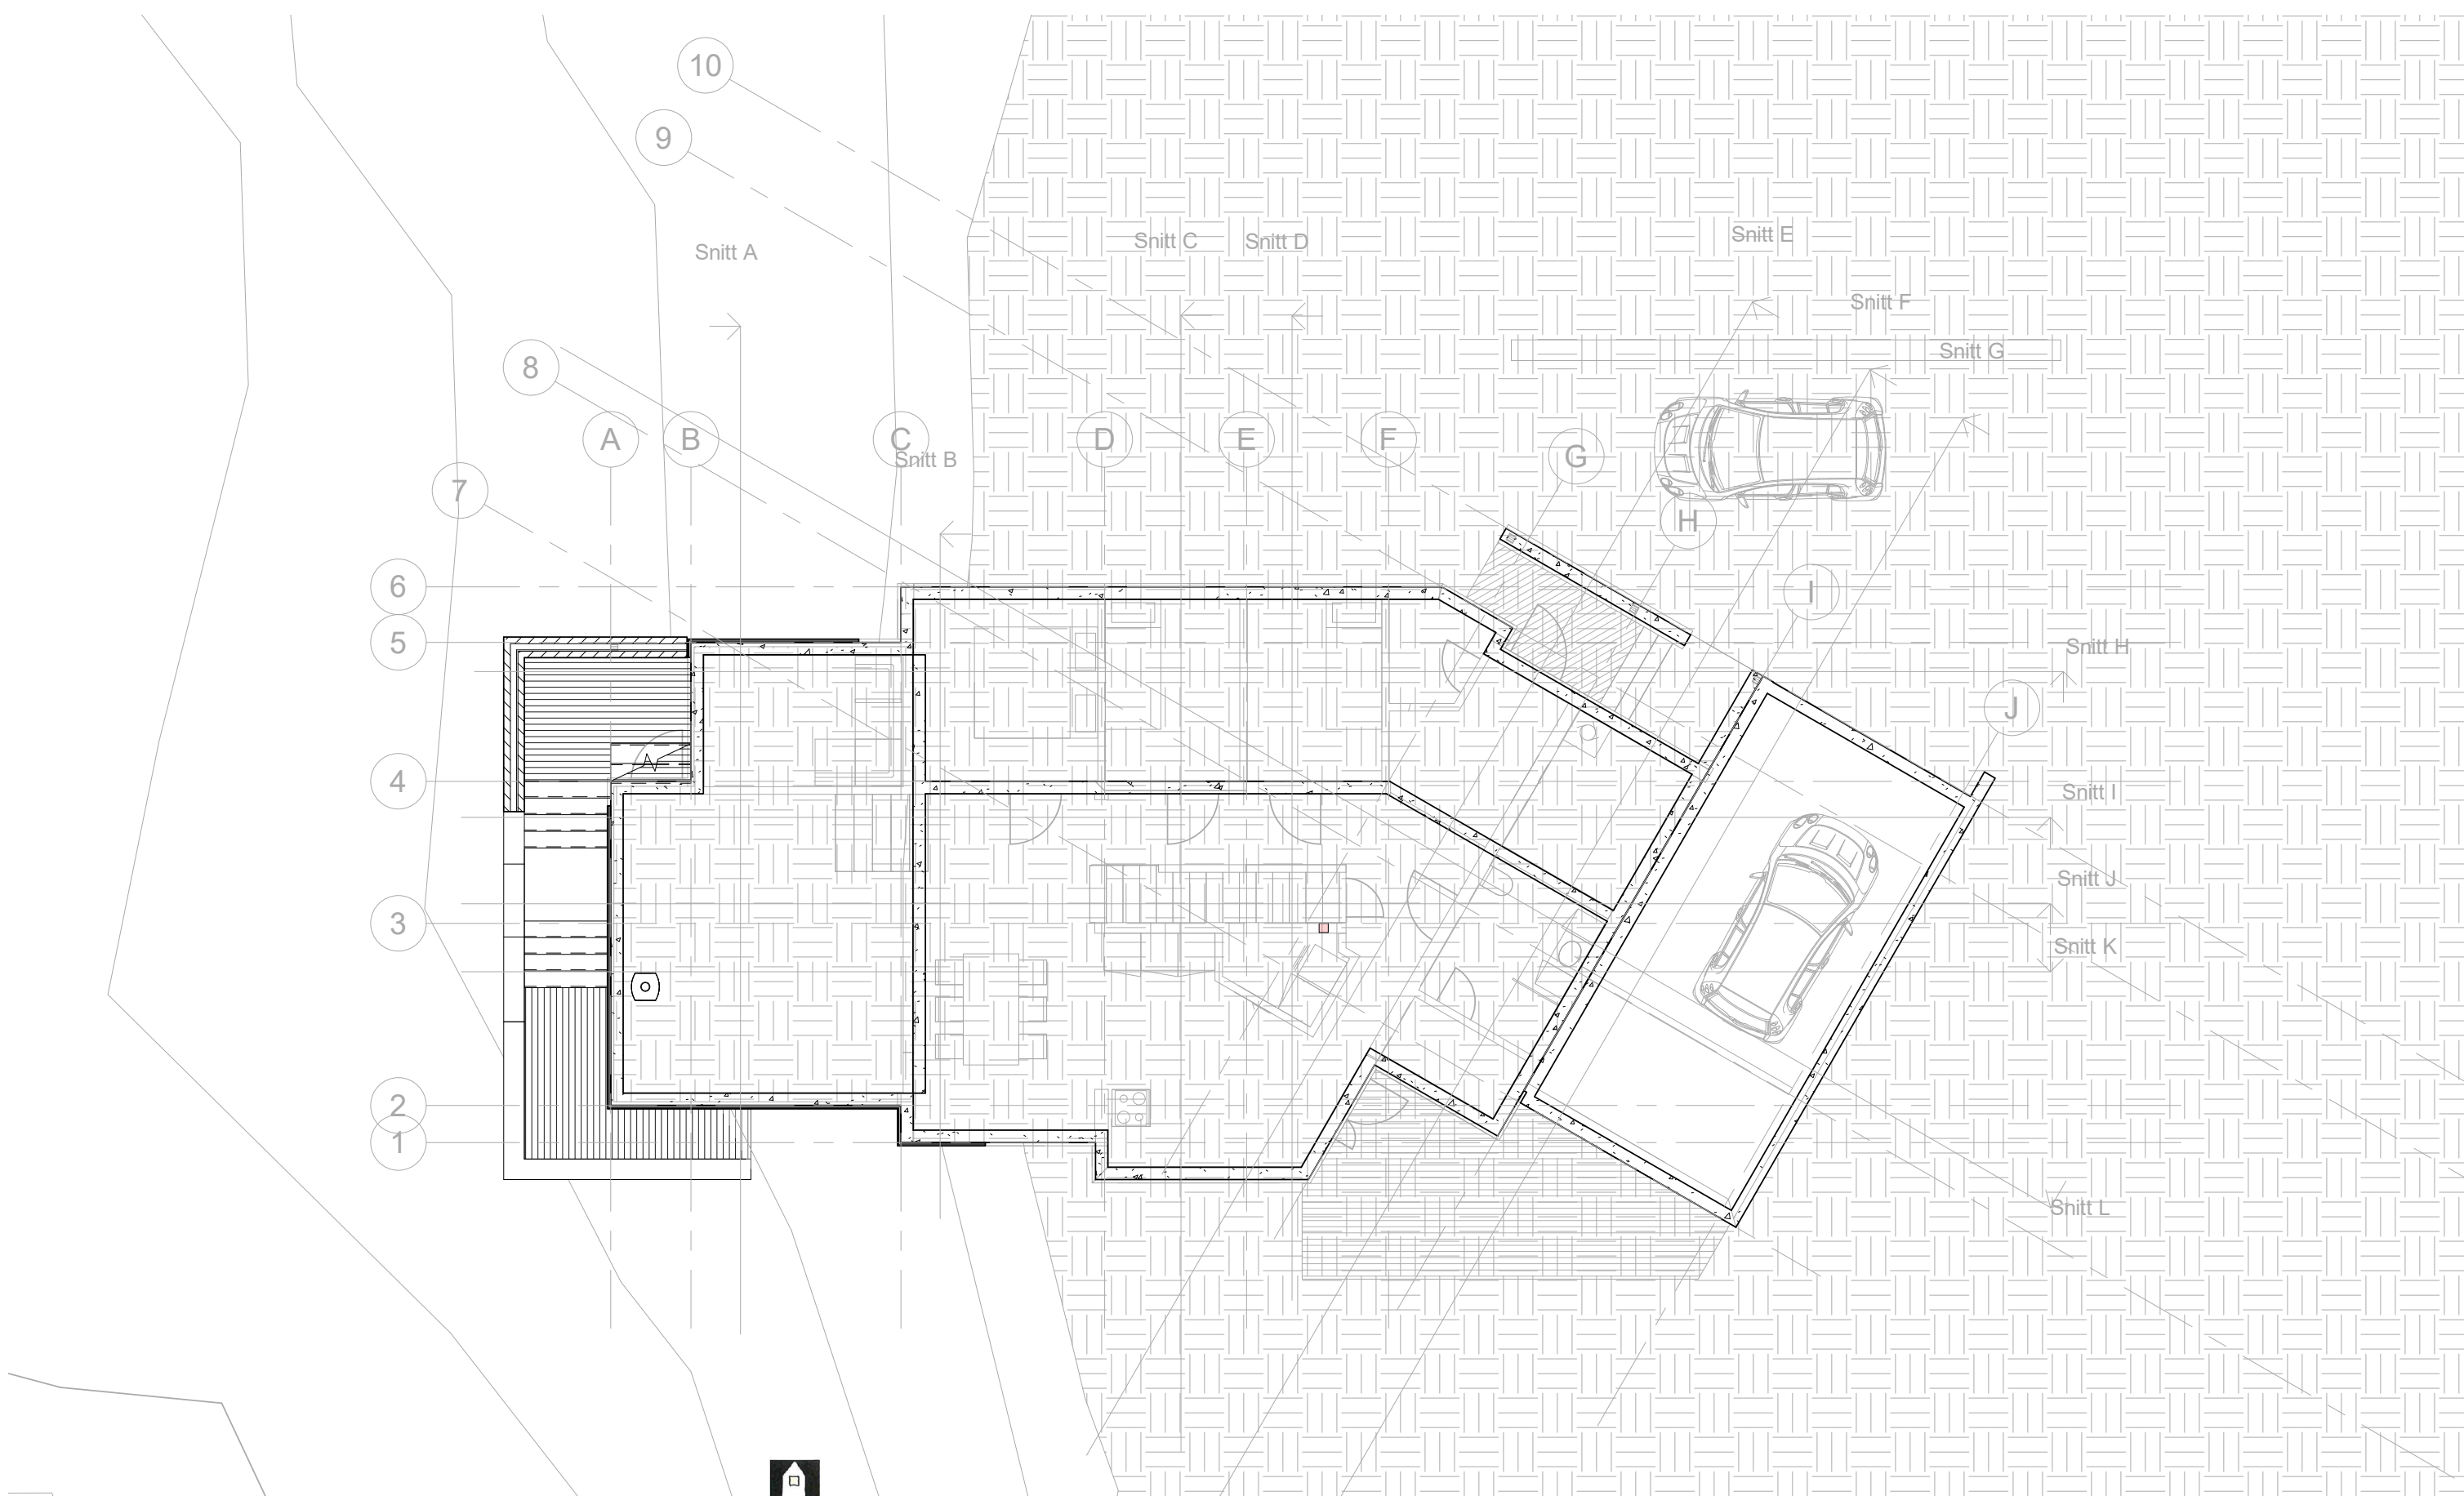 10
9
Snitt E
Snitt C
Snitt D
Snitt A
Snitt F
Snitt G
8
A
B
C
D
E
F
G
Snitt B
7
H
6
I
5
Snitt H
J
4
Snitt I
Snitt J
3
Snitt K
2
1
Snitt L